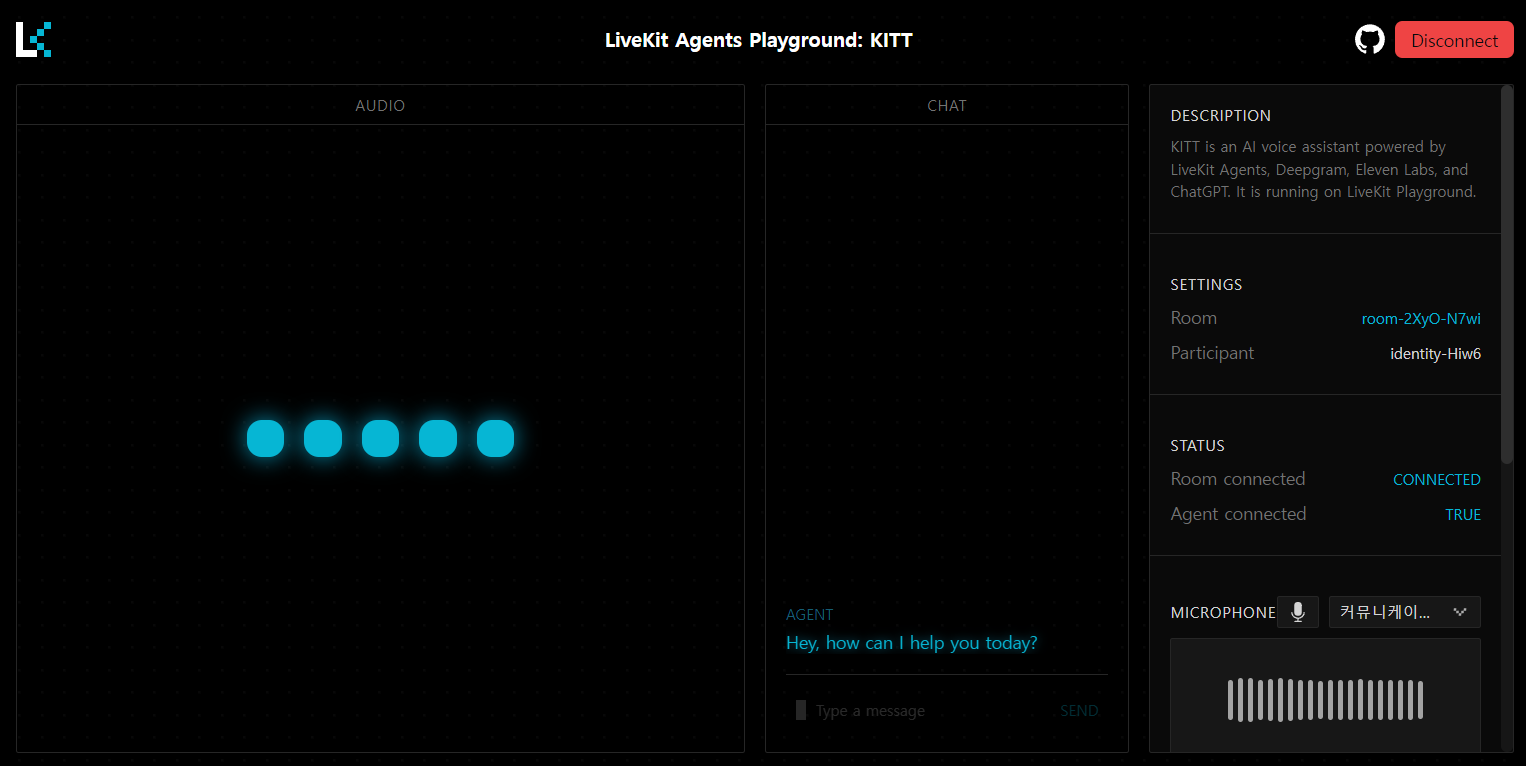 LiveKit Agents Playground: KITT
Disconnect
AUDIO
CHAT
AGENT
Hey, how can I help you today?
Type a message
SEND
DESCRIPTION
KITT is an AI voice assistant powered by
LiveKit Agents, Deepgram, Eleven Labs, and
ChatGPT. It is running on LiveKit Playground.
SETTINGS
Room room-2XyO-N7wi
Participant identity-Hiw6
STATUS
Room connected CONNECTED
Agent connected TRUE
MICROPHONE 커뮤니케이...